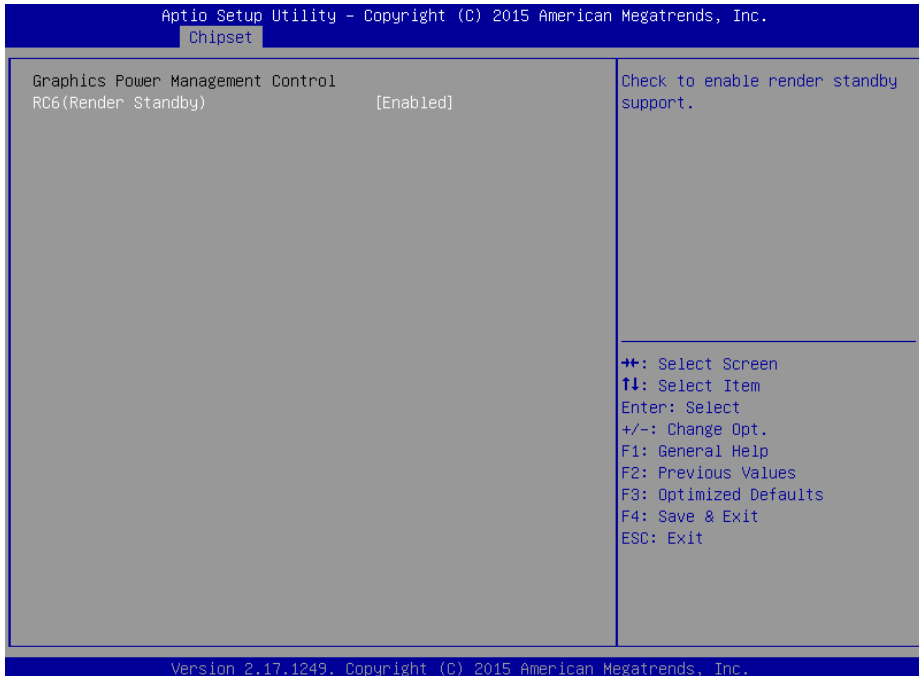 Aptio Setup Utility – Copyright (C) 2015 American Megatrends, Inc.
Chipset
Graphics Power Management Control
RC6(Render Standby) [Enabled]
Check to enable render standby
support.
→←: Select Screen
↑↓: Select Item
Enter: Select
+/-: Change Opt.
F1: General Help
F2: Previous Values
F3: Optimized Defaults
F4: Save & Exit
ESC: Exit
Version 2.17.1249. Copyright (C) 2015 American Megatrends, Inc.